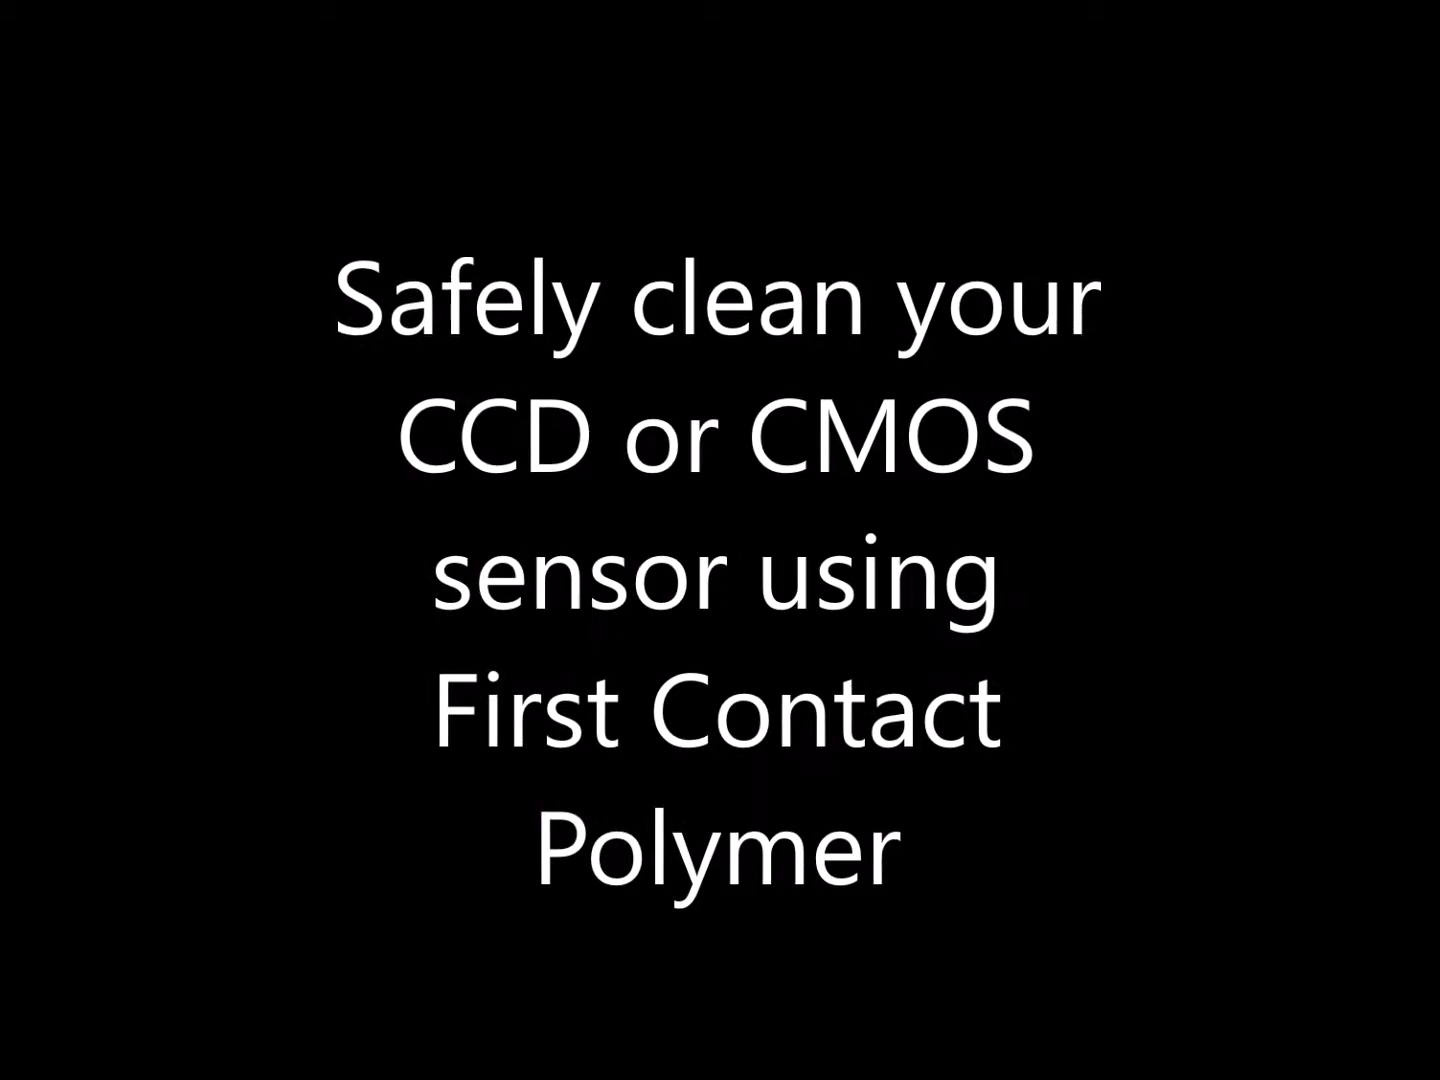 Safely clean your
CCD or CMOS
sensor using
First Contact
Polymer